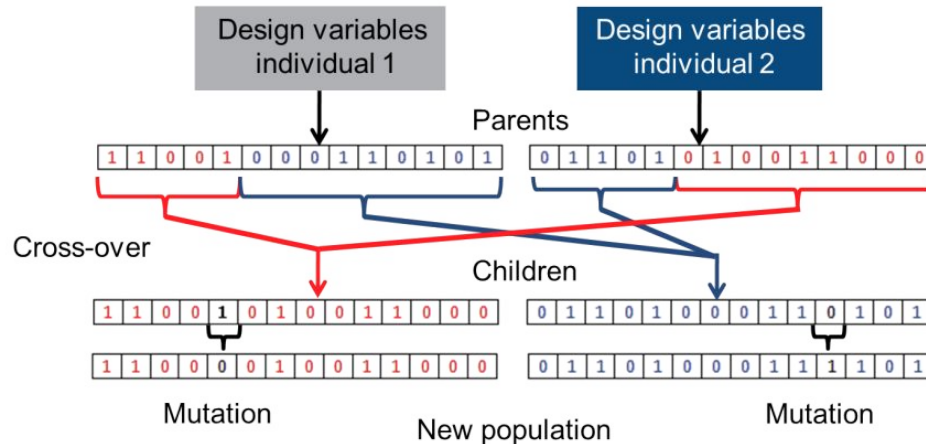 Design variables
individual 1
Design variables
individual 2
Parents
1 1 0 0 1 0 0 0 1 1 0 1 0 1
0 1 1 0 1 0 1 0 0 1 1 0 0 0
Cross-over
Children
1 1 0 0 1 0 1 0 0 1 1 0 0 0
0 1 1 0 1 0 0 0 1 1 0 1 0 1
1 1 0 0 0 0 1 0 0 1 1 0 0 0
0 1 1 0 1 0 0 0 1 1 1 1 0 1
Mutation
New population
Mutation